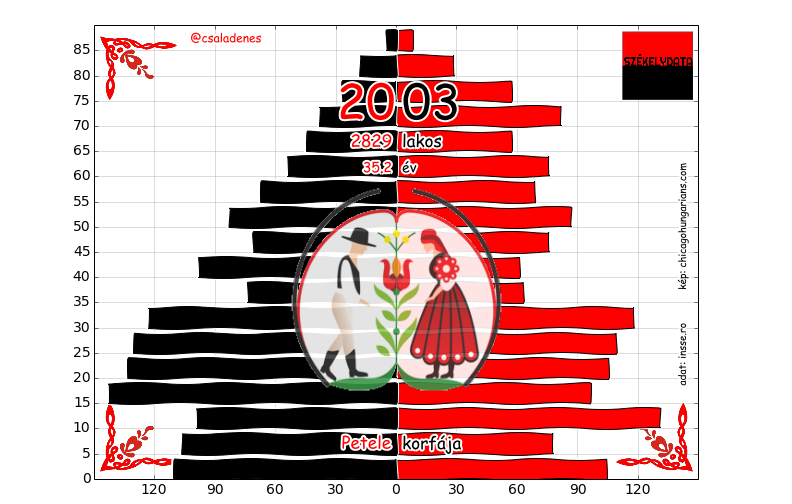 @csaladenes
SZÉKELYDATA
2003
2829 lakos
35,2 év
kép: chicagohungarians.com
adat: insse.ro
Petele korfája
85
80
75
70
65
60
55
50
45
40
35
30
25
20
15
10
5
0
120 90 60 30 0 30 60 90 120